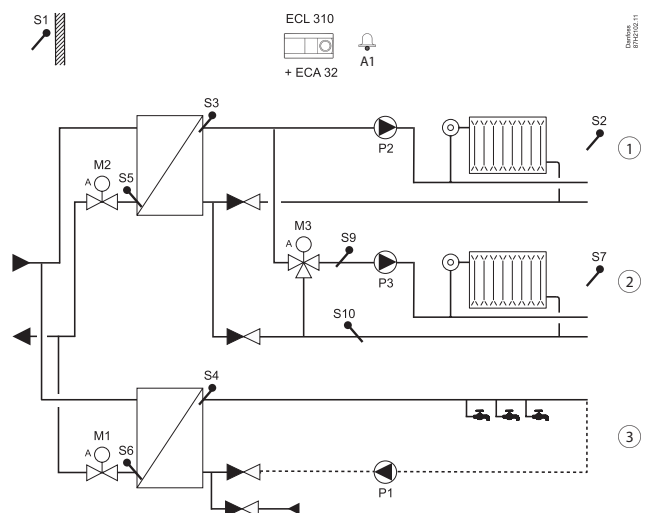 S1
ECL 310
A1
+ ECA 32
Danfoss
87H2102.11
S3
P2
S2
1
M2
A
S5
M3
A
S9
P3
S7
2
S10
S4
M1
A
S6
P1
3